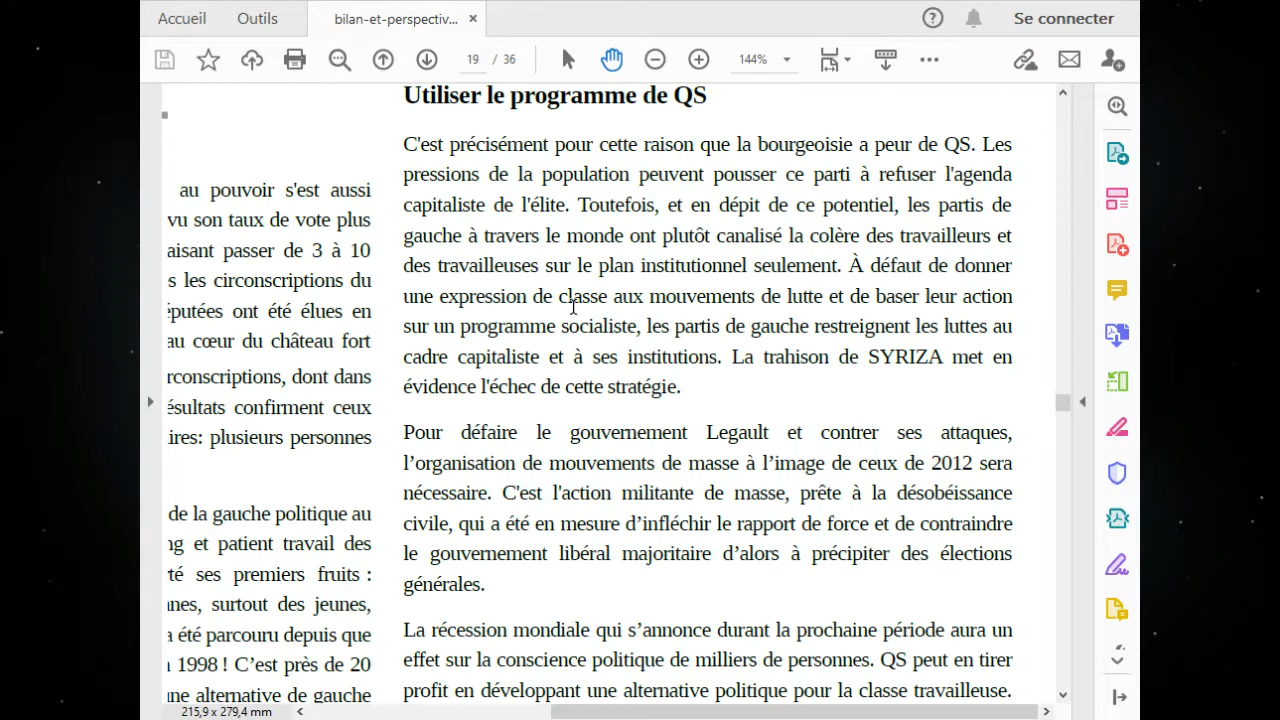 Accueil Outils bilan-et-perspectiv... × Se connecter
19 / 36 144%
au pouvoir s'est aussi
vu son taux de vote plus
aisant passer de 3 à 10
s les circonscriptions du
éputées ont été élues en
au cœur du château fort
rconscriptions, dont dans
ésultats confirment ceux
aires: plusieurs personnes
de la gauche politique au
ng et patient travail des
té ses premiers fruits :
nnes, surtout des jeunes,
a été parcouru depuis que
1998 ! C’est près de 20
une alternative de gauche
Utiliser le programme de QS
C'est précisément pour cette raison que la bourgeoisie a peur de QS. Les
pressions de la population peuvent pousser ce parti à refuser l'agenda
capitaliste de l'élite. Toutefois, et en dépit de ce potentiel, les partis de
gauche à travers le monde ont plutôt canalisé la colère des travailleurs et
des travailleuses sur le plan institutionnel seulement. À défaut de donner
une expression de classe aux mouvements de lutte et de baser leur action
sur un programme socialiste, les partis de gauche restreignent les luttes au
cadre capitaliste et à ses institutions. La trahison de SYRIZA met en
évidence l'échec de cette stratégie.
Pour défaire le gouvernement Legault et contrer ses attaques,
l’organisation de mouvements de masse à l’image de ceux de 2012 sera
nécessaire. C'est l'action militante de masse, prête à la désobéissance
civile, qui a été en mesure d’infléchir le rapport de force et de contraindre
le gouvernement libéral majoritaire d’alors à précipiter des élections
générales.
La récession mondiale qui s’annonce durant la prochaine période aura un
effet sur la conscience politique de milliers de personnes. QS peut en tirer
profit en développant une alternative politique pour la classe travailleuse.
215,9 x 279,4 mm